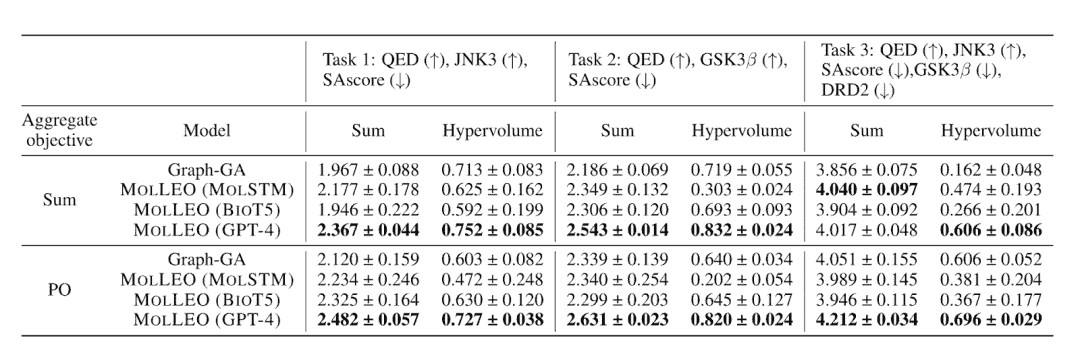 Task 1: QED (↑), JNK3 (↑), SAscore (↓) Task 2: QED (↑), GSK3β (↑), SAscore (↓) Task 3: QED (↑), JNK3 (↑), SAscore (↓),GSK3β (↓), DRD2 (↓)
Aggregate objective Model Sum Hypervolume Sum Hypervolume Sum Hypervolume
Sum
Graph-GA 1.967 ± 0.088 0.713 ± 0.083 2.186 ± 0.069 0.719 ± 0.055 3.856 ± 0.075 0.162 ± 0.048
MOLLEO (MOLSTM) 2.177 ± 0.178 0.625 ± 0.162 2.349 ± 0.132 0.303 ± 0.024 4.040 ± 0.097 0.474 ± 0.193
MOLLEO (BIOT5) 1.946 ± 0.222 0.592 ± 0.199 2.306 ± 0.120 0.693 ± 0.093 3.904 ± 0.092 0.266 ± 0.201
MOLLEO (GPT-4) 2.367 ± 0.044 0.752 ± 0.085 2.543 ± 0.014 0.832 ± 0.024 4.017 ± 0.048 0.606 ± 0.086
PO
Graph-GA 2.120 ± 0.159 0.603 ± 0.082 2.339 ± 0.139 0.640 ± 0.034 4.051 ± 0.155 0.606 ± 0.052
MOLLEO (MOLSTM) 2.234 ± 0.246 0.472 ± 0.248 2.340 ± 0.254 0.202 ± 0.054 3.989 ± 0.145 0.381 ± 0.204
MOLLEO (BIOT5) 2.325 ± 0.164 0.630 ± 0.120 2.299 ± 0.203 0.645 ± 0.127 3.946 ± 0.115 0.367 ± 0.177
MOLLEO (GPT-4) 2.482 ± 0.057 0.727 ± 0.038 2.631 ± 0.023 0.820 ± 0.024 4.212 ± 0.034 0.696 ± 0.029